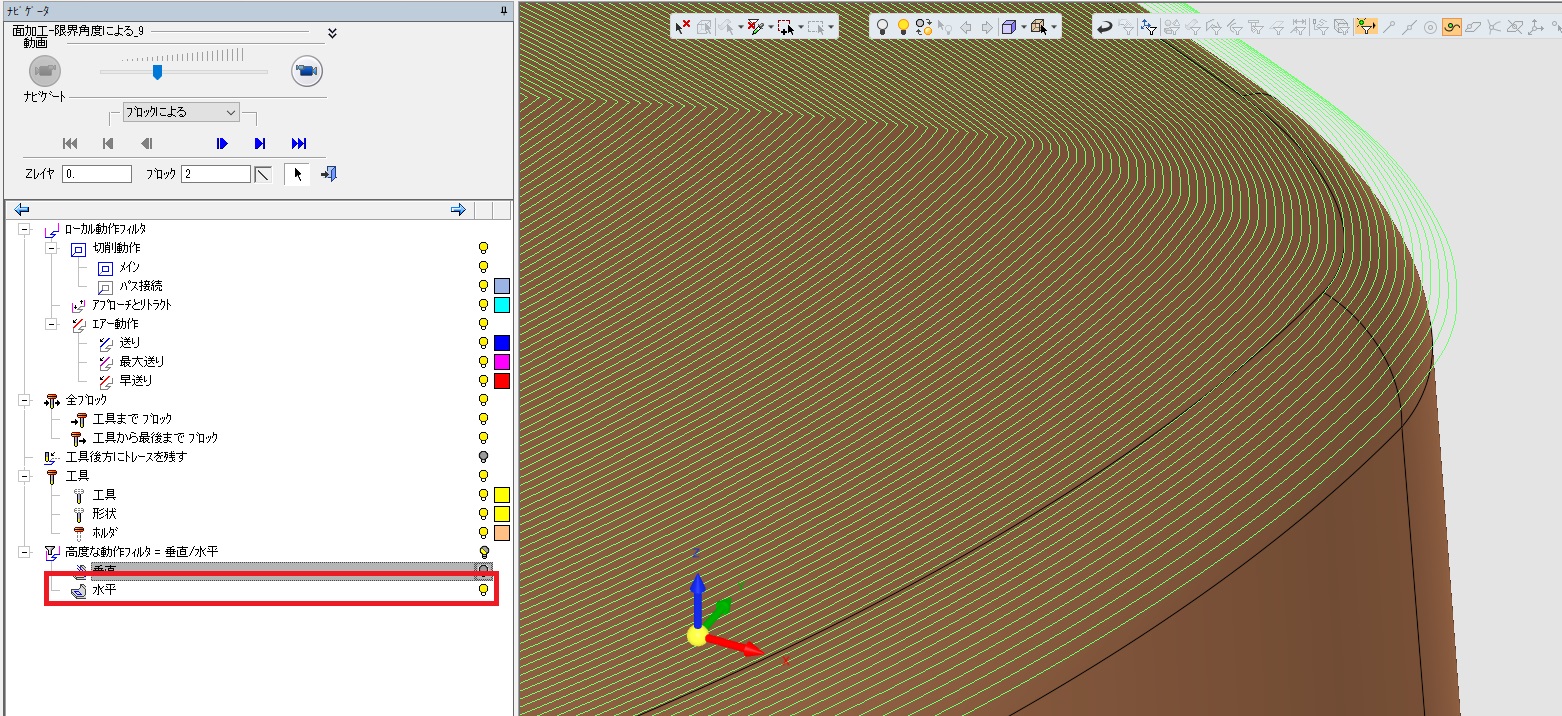 ﾅﾋﾞｹﾞｰﾀ
面加工-限界角度による_9
動画
ﾅﾋﾞｹﾞｰﾄ
ﾌﾞﾛｯｸによる
Zﾚｲﾔ 0. ﾌﾞﾛｯｸ 2
ﾛｰｶﾙ動作ﾌｨﾙﾀ
切削動作
ﾒｲﾝ
ﾊﾟｽ接続
ｱﾌﾟﾛｰﾁとﾘﾄﾗｸﾄ
ｴｱｰ動作
送り
最大送り
早送り
全ﾌﾞﾛｯｸ
工具まで ﾌﾞﾛｯｸ
工具から最後まで ﾌﾞﾛｯｸ
工具後方にﾄﾚｰｽを残す
工具
工具
形状
ﾎﾙﾀﾞ
高度な動作ﾌｨﾙﾀ = 垂直/水平
垂直
水平
Z
X